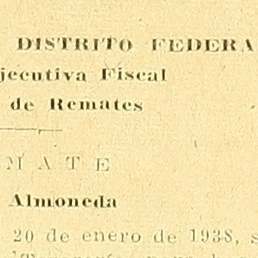 DISTRITO FEDERA
jecutiva Fiscal
de Remates
MATE
Almoneda
20 de enero de 1938, s